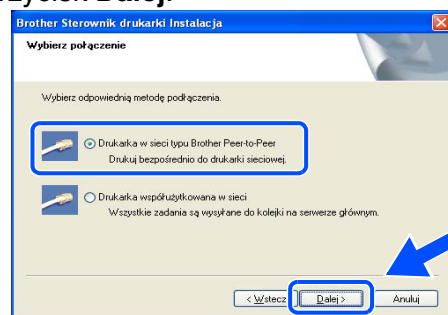 Dalej.
Brother Sterownik drukarki Instalacja
Wybierz połączenie
Wybierz odpowiednią metodę podłączenia.
Drukarka w sieci typu Brother Peer-to-Peer
Drukuj bezpośrednio do drukarki sieciowej.
Drukarka współużytkowana w sieci
Wszystkie zadania są wysyłane do kolejki na serwerze głównym.
< Wstecz Dalej > Anuluj